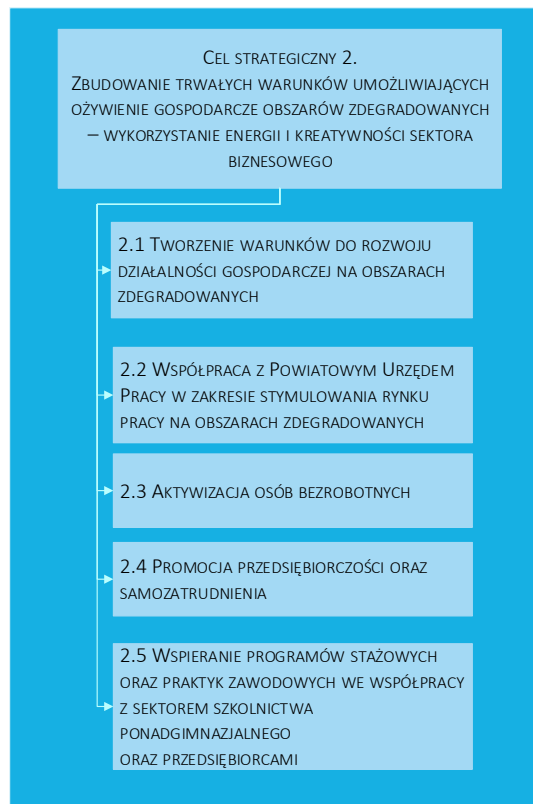 Cel strategiczny 2.
Zbudowanie trwałych warunków umożliwiających
ożywienie gospodarcze obszarów zdegradowanych
– wykorzystanie energii i kreatywności sektora
biznesowego
2.1 Tworzenie warunków do rozwoju
działalności gospodarczej na obszarach
zdegradowanych
2.2 Współpraca z Powiatowym Urzędem
Pracy w zakresie stymulowania rynku
pracy na obszarach zdegradowanych
2.3 Aktywizacja osób bezrobotnych
2.4 Promocja przedsiębiorczości oraz
samozatrudnienia
2.5 Wspieranie programów stażowych
oraz praktyk zawodowych we współpracy
z sektorem szkolnictwa
ponadgimnazjalnego
oraz przedsiębiorcami